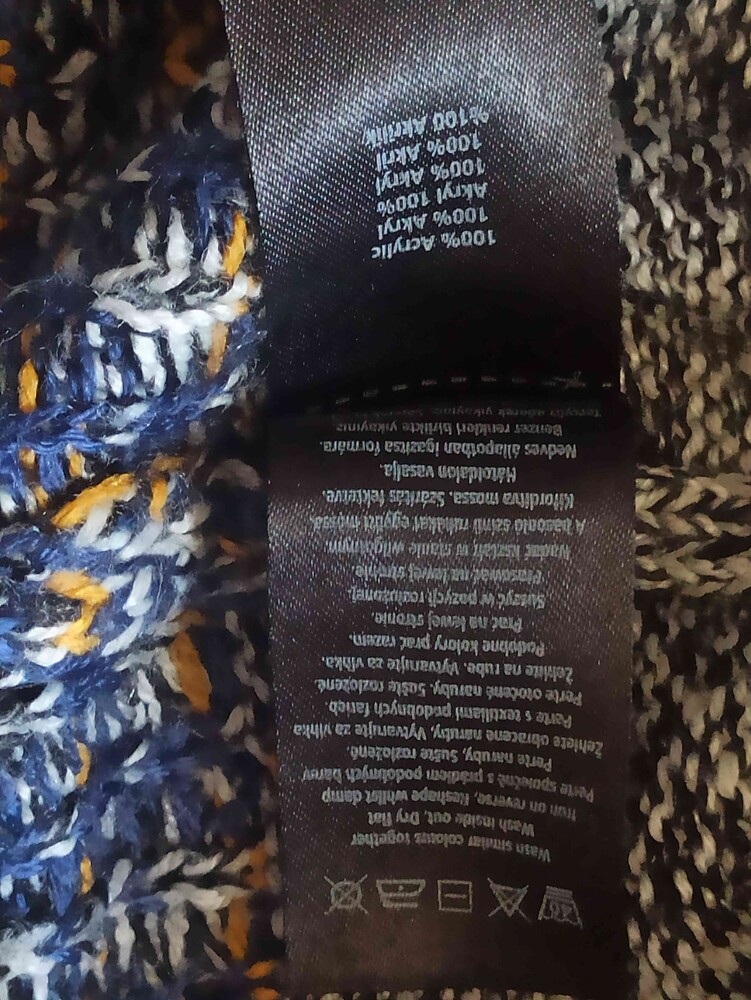 30
Wash similar colours together
Wash inside out. Dry flat
Iron on reverse, Reshape whilst damp
Perte společně s prádlem podobných barev
Perte naruby, Sušte rozložené.
Žehlete obrácené naruby, Vytvarujte za vlhka
Perte s textíliami podobných farieb
Perte otočené naruby. Sušte rozložené.
Žehlite na rube. Vytvarujte za vlhka.
Podobne kolory prać razem.
Prać na lewej stronie.
Suszyć w pozycji rozłożonej
Prasować na lewej stronie
Nadać kształt w stanie wilgotnym
A hasonló színű ruhákat együtt mossa.
Kifordítva mossa. Szárítás fektetve.
Hátoldalon vasalja.
Nedves állapotban igazítsa formára.
Benzer renkleri birlikte yıkayınız
100% Acrylic
100% Akryl
Akryl 100%
100% Akryl
100% Akril
%100 Akrilik